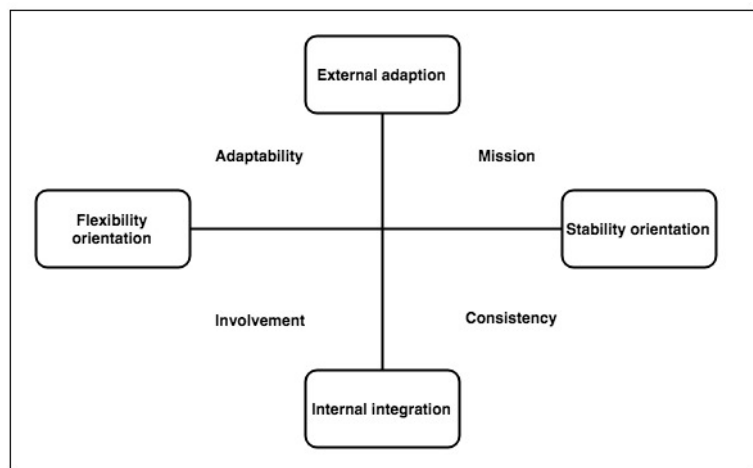 External adaption
Adaptability
Mission
Flexibility
orientation
Stability orientation
Involvement
Consistency
Internal integration